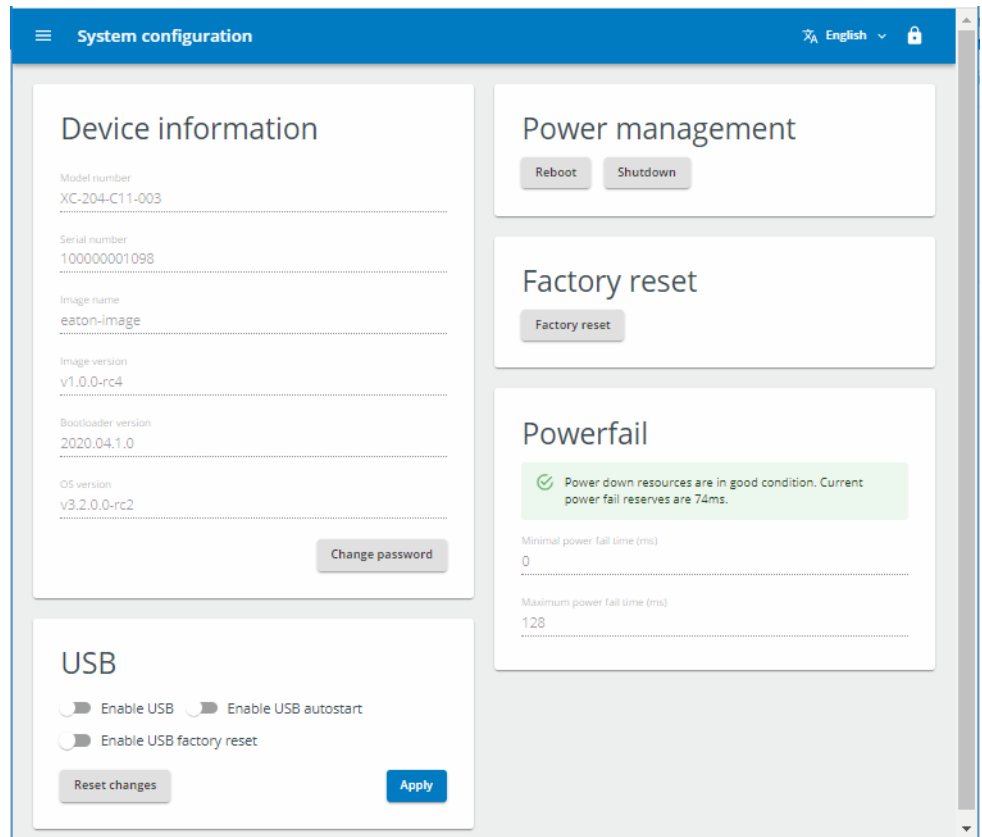 System configuration
English
Device information
Model number
XC-204-C11-003
Serial number
100000001098
Image name
eaton-image
Image version
v1.0.0-rc4
Bootloader version
2020.04.1.0
OS version
v3.2.0.0-rc2
Change password
USB
Enable USB Enable USB autostart
Enable USB factory reset
Reset changes Apply
Power management
Reboot Shutdown
Factory reset
Factory reset
Powerfail
Power down resources are in good condition. Current
power fail reserves are 74ms.
Minimal power fail time (ms)
0
Maximum power fail time (ms)
128